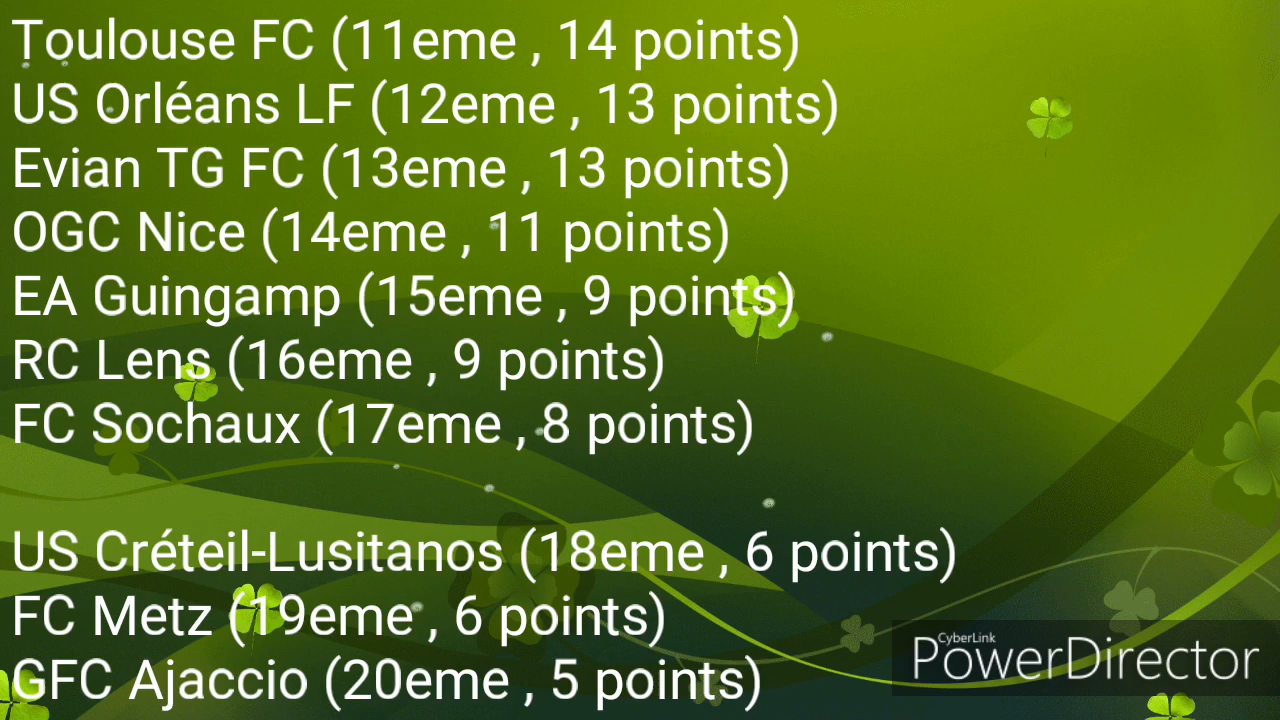 Toulouse FC (11eme , 14 points)
US Orléans LF (12eme , 13 points)
Evian TG FC (13eme , 13 points)
OGC Nice (14eme , 11 points)
EA Guingamp (15eme , 9 points)
RC Lens (16eme , 9 points)
FC Sochaux (17eme , 8 points)
US Créteil-Lusitanos (18eme , 6 points)
FC Metz (19eme , 6 points)
GFC Ajaccio (20eme , 5 points)
CyberLink
PowerDirector